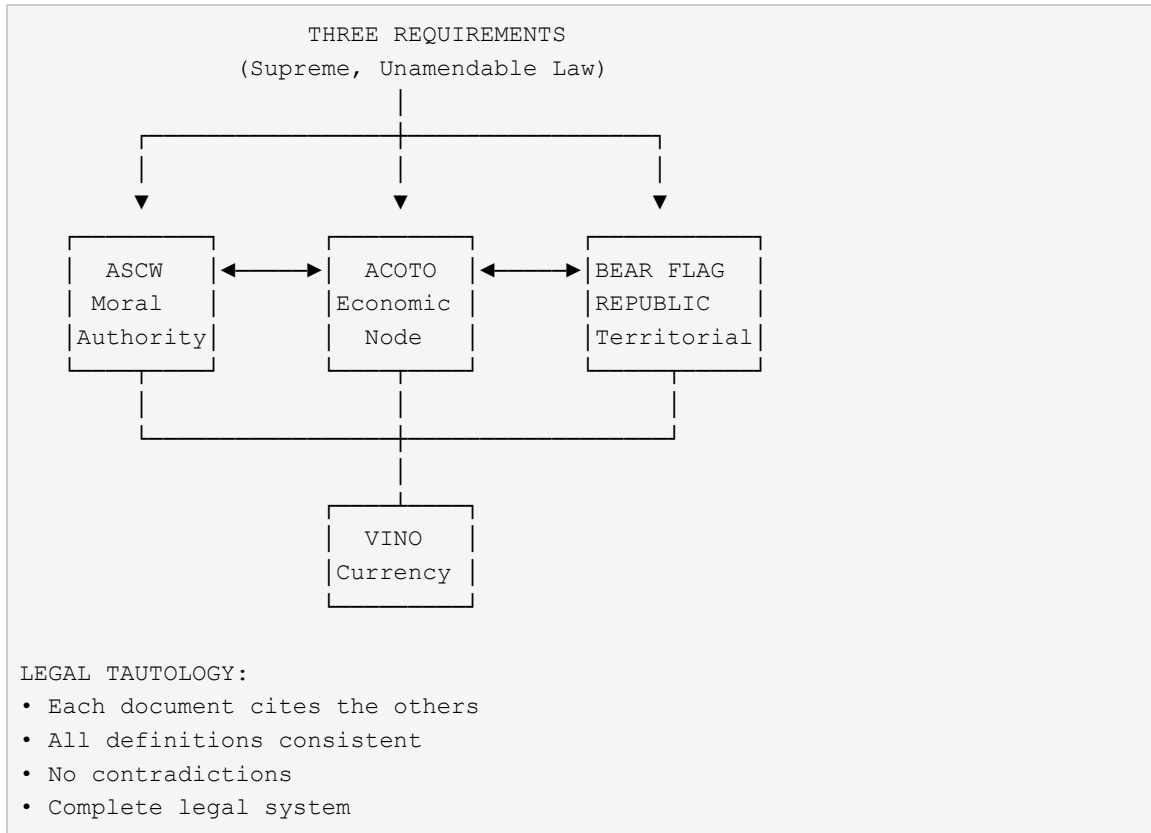 THREE REQUIREMENTS
(Supreme, Unamendable Law)
ASCW
Moral
Authority
ACOTO
Economic
Node
BEAR FLAG
REPUBLIC
Territorial
VINO
Currency
LEGAL TAUTOLOGY:
• Each document cites the others
• All definitions consistent
• No contradictions
• Complete legal system